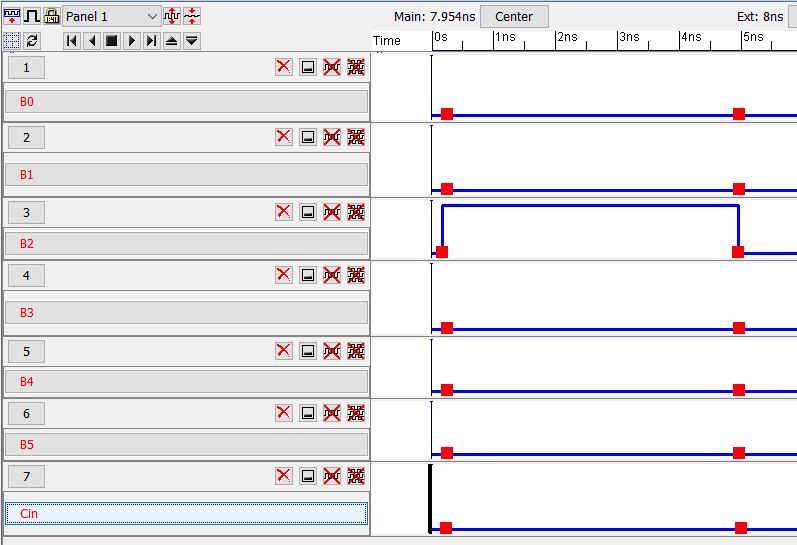 Panel 1 Main: 7.954ns Center Ext: 8ns
Time 0s 1ns 2ns 3ns 4ns 5ns
1
B0
2
B1
3
B2
4
B3
5
B4
6
B5
7
Cin